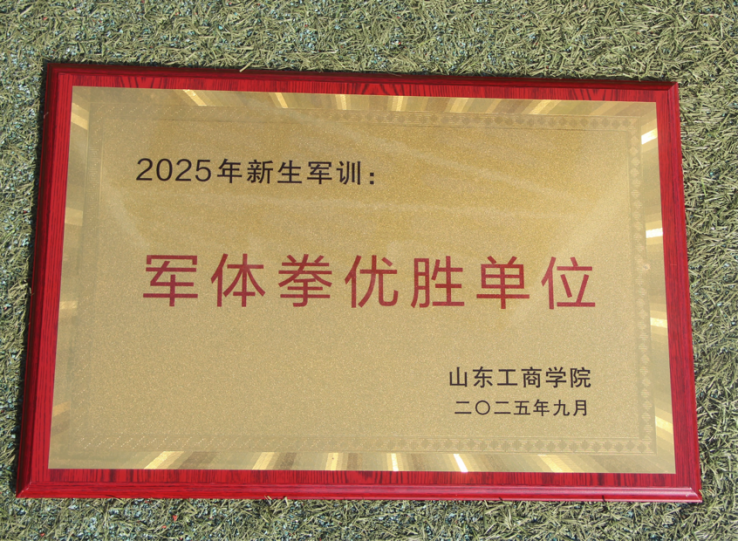 2025年新生军训：
军体拳优胜单位
山东工商学院
二〇二五年九月